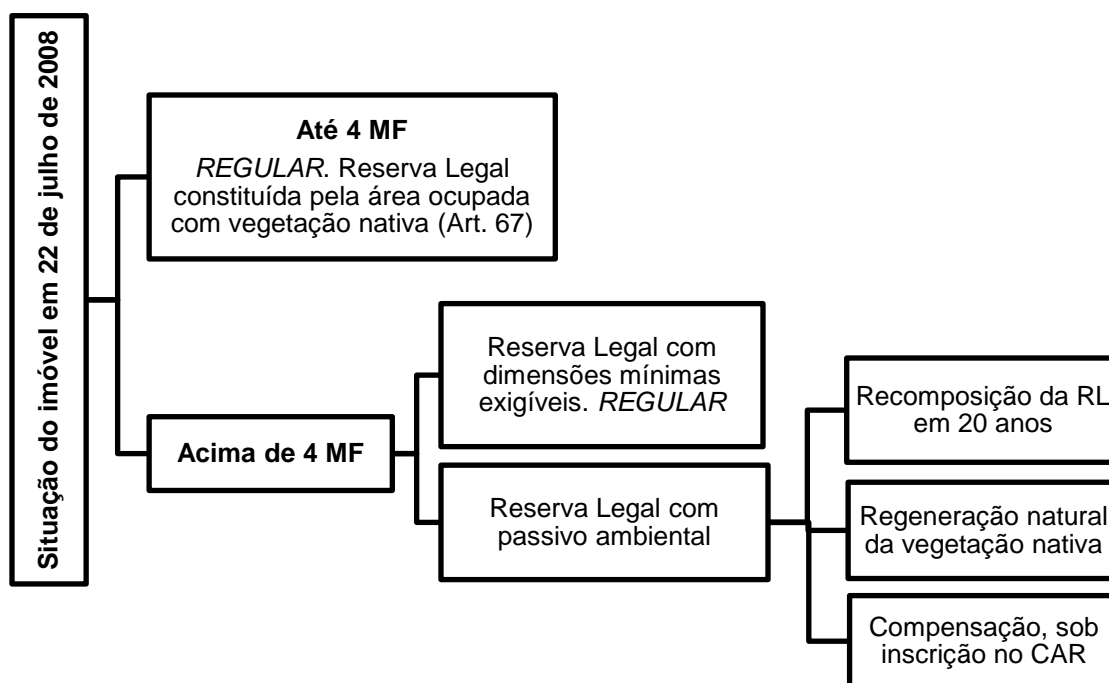 Situação do imóvel em 22 de julho de 2008
Até 4 MF
REGULAR. Reserva Legal
constituída pela área ocupada
com vegetação nativa (Art. 67)
Acima de 4 MF
Reserva Legal com
dimensões mínimas
exigíveis. REGULAR
Reserva Legal com
passivo ambiental
Recomposição da RL
em 20 anos
Regeneração natural
da vegetação nativa
Compensação, sob
inscrição no CAR